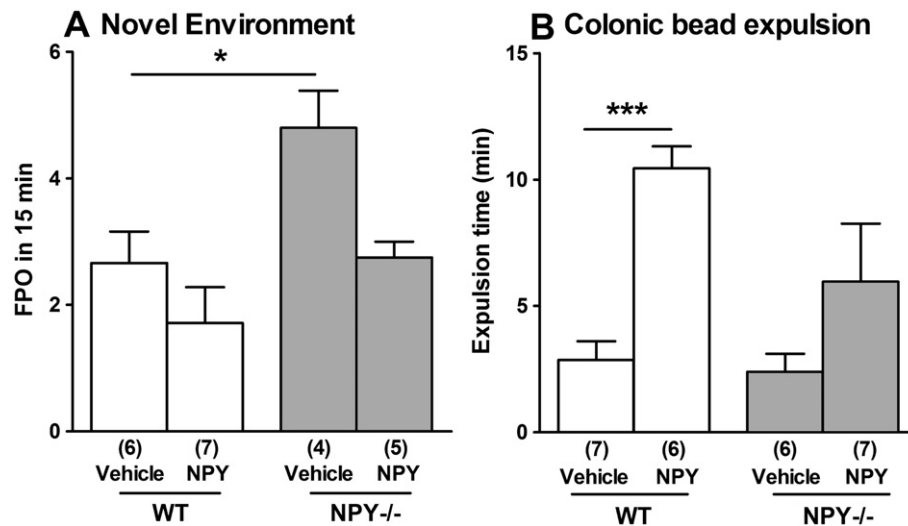 A Novel Environment
FPO in 15 min
6
4
2
0
*
(6) (7) (4) (5)
Vehicle NPY Vehicle NPY
WT NPY-/-
B Colonic bead expulsion
Expulsion time (min)
15
10
5
0
***
(7) (6) (6) (7)
Vehicle NPY Vehicle NPY
WT NPY-/-